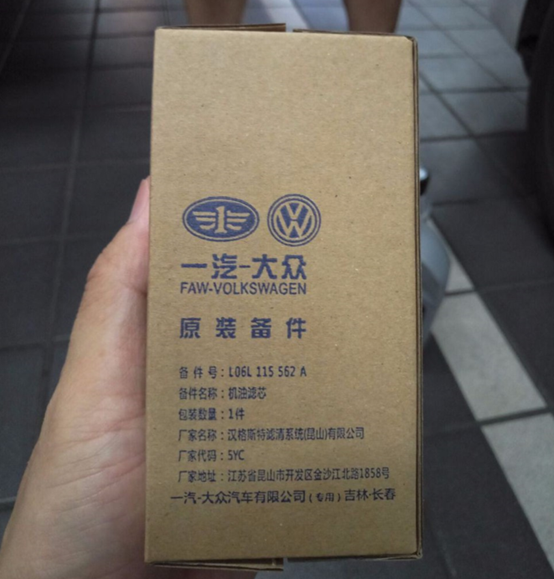 一汽-大众
FAW-VOLKSWAGEN
原装备件
备件号：L06L 115 562 A
备件名称：机油滤芯
包装数量：1件
厂家名称：汉格斯特滤清系统(昆山)有限公司
厂家代码：5YC
厂家地址：江苏省昆山市开发区金沙江北路1858号
一汽-大众汽车有限公司（专用）吉林·长春